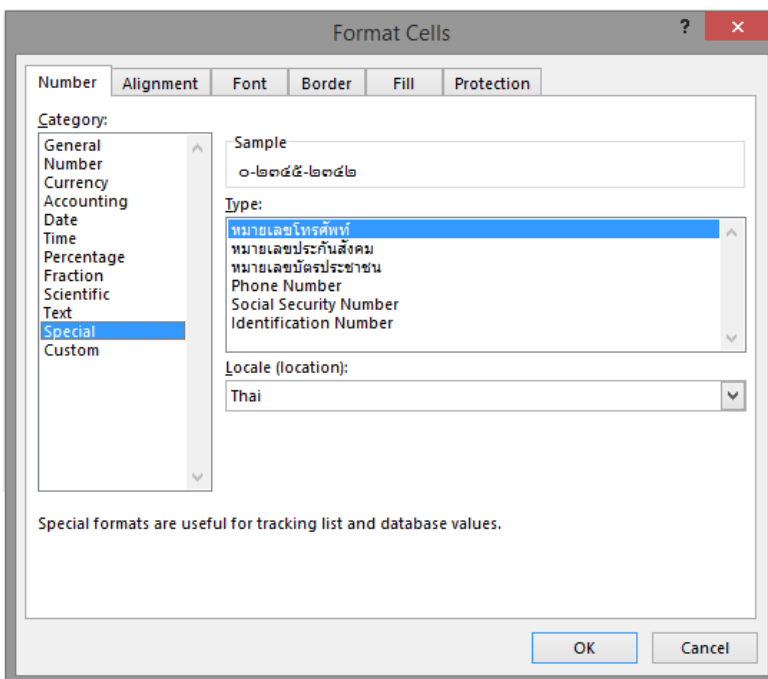 Format Cells
?
Number Alignment Font Border Fill Protection
Category:
General
Number
Currency
Accounting
Date
Time
Percentage
Fraction
Scientific
Text
Special
Custom
Sample
๐-๒๓๔๕-๒๓๔๒
Type:
หมายเลขโทรศัพท์
หมายเลขประกันสังคม
หมายเลขบัตรประชาชน
Phone Number
Social Security Number
Identification Number
Locale (location):
Thai
Special formats are useful for tracking list and database values.
OK Cancel